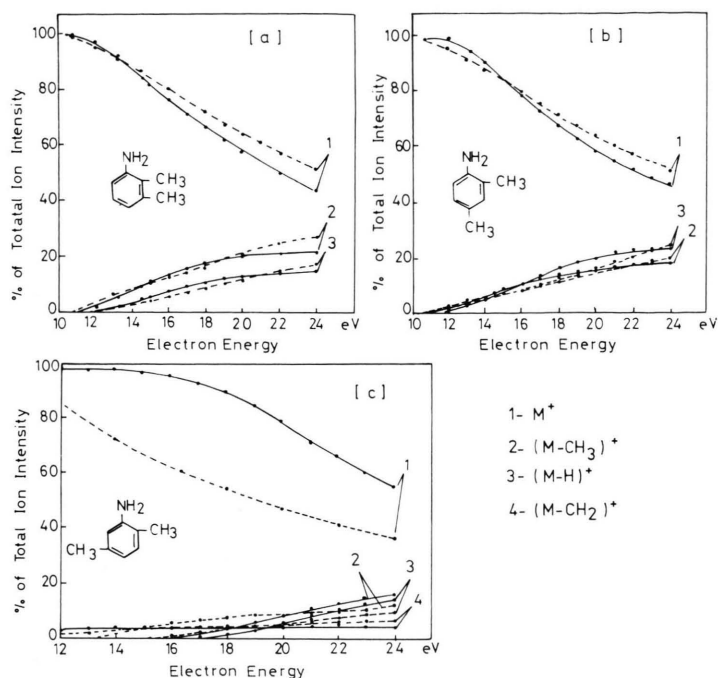 [a]
% of Totatal Ion Intensity
100
80
60
40
20
0
NH2
CH3
CH3
1
2
3
10 12 14 16 18 20 22 24 eV
Electron Energy
[b]
% of Total Ion Intensity
100
80
60
40
20
0
NH2
CH3
CH3
1
3
2
10 12 14 16 18 20 22 24 eV
Electron Energy
[c]
% of Total Ion Intensity
100
80
60
40
20
0
NH2
CH3
CH3
1
2
3
4
12 14 16 18 20 22 24 eV
Electron Energy
1- M+
2- (M-CH3)+
3- (M-H)+
4- (M-CH2)+